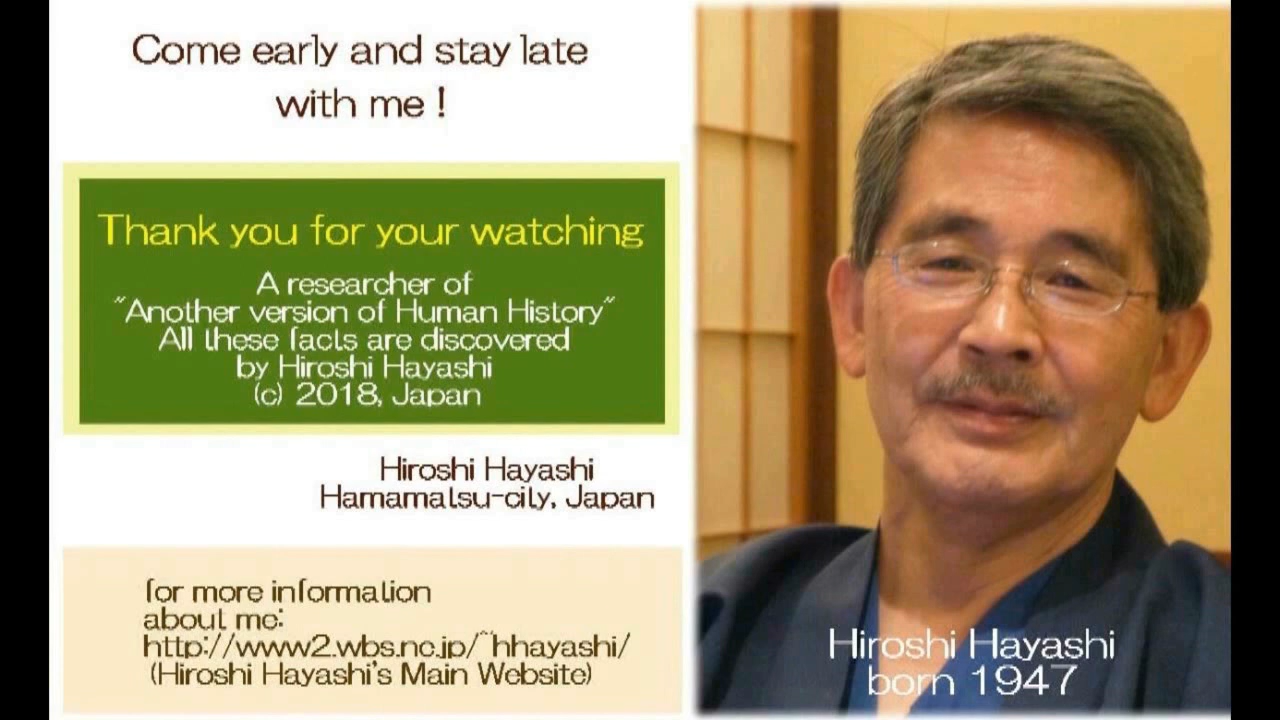 Come early and stay late
with me !
Thank you for your watching
A researcher of
"Another version of Human History"
All these facts are discovered
by Hiroshi Hayashi
(c) 2018, Japan
Hiroshi Hayashi
Hamamatsu-city, Japan
for more information
about me:
http://www2.wbs.ne.jp/~hhayashi/
(Hiroshi Hayashi's Main Website)
Hiroshi Hayashi
born 1947